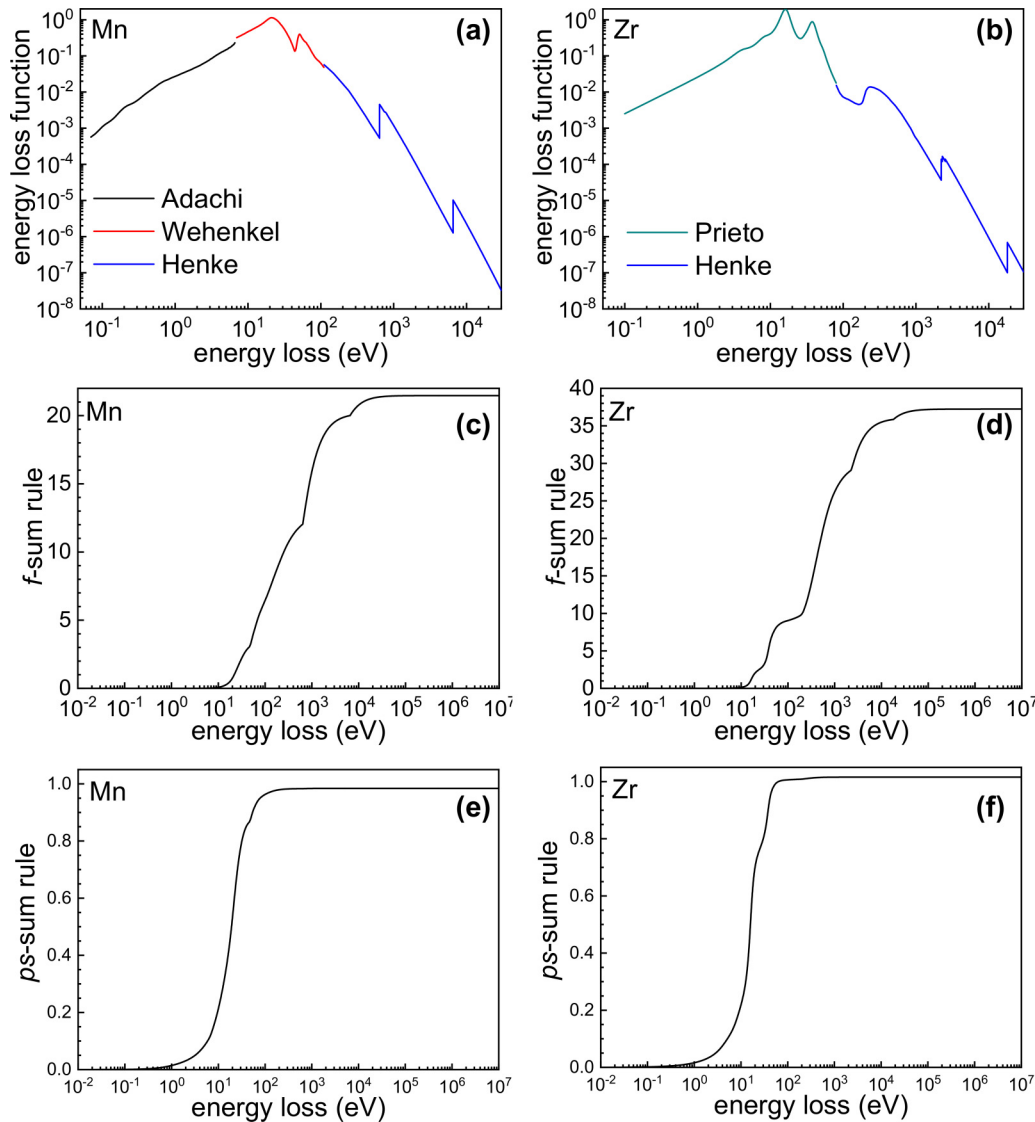 Mn
(a)
energy loss function
10^0
10^-1
10^-2
10^-3
10^-4
10^-5
10^-6
10^-7
10^-8
Adachi
Wehenkel
Henke
10^-1 10^0 10^1 10^2 10^3 10^4
energy loss (eV)
Zr
(b)
energy loss function
10^0
10^-1
10^-2
10^-3
10^-4
10^-5
10^-6
10^-7
10^-8
Prieto
Henke
10^-1 10^0 10^1 10^2 10^3 10^4
energy loss (eV)
Mn
(c)
f-sum rule
20
15
10
5
0
10^-2 10^-1 10^0 10^1 10^2 10^3 10^4 10^5 10^6 10^7
energy loss (eV)
Zr
(d)
f-sum rule
40
35
30
25
20
15
10
5
0
10^-2 10^-1 10^0 10^1 10^2 10^3 10^4 10^5 10^6 10^7
energy loss (eV)
Mn
(e)
ps-sum rule
1.0
0.8
0.6
0.4
0.2
0.0
10^-2 10^-1 10^0 10^1 10^2 10^3 10^4 10^5 10^6 10^7
energy loss (eV)
Zr
(f)
ps-sum rule
1.0
0.8
0.6
0.4
0.2
0.0
10^-2 10^-1 10^0 10^1 10^2 10^3 10^4 10^5 10^6 10^7
energy loss (eV)